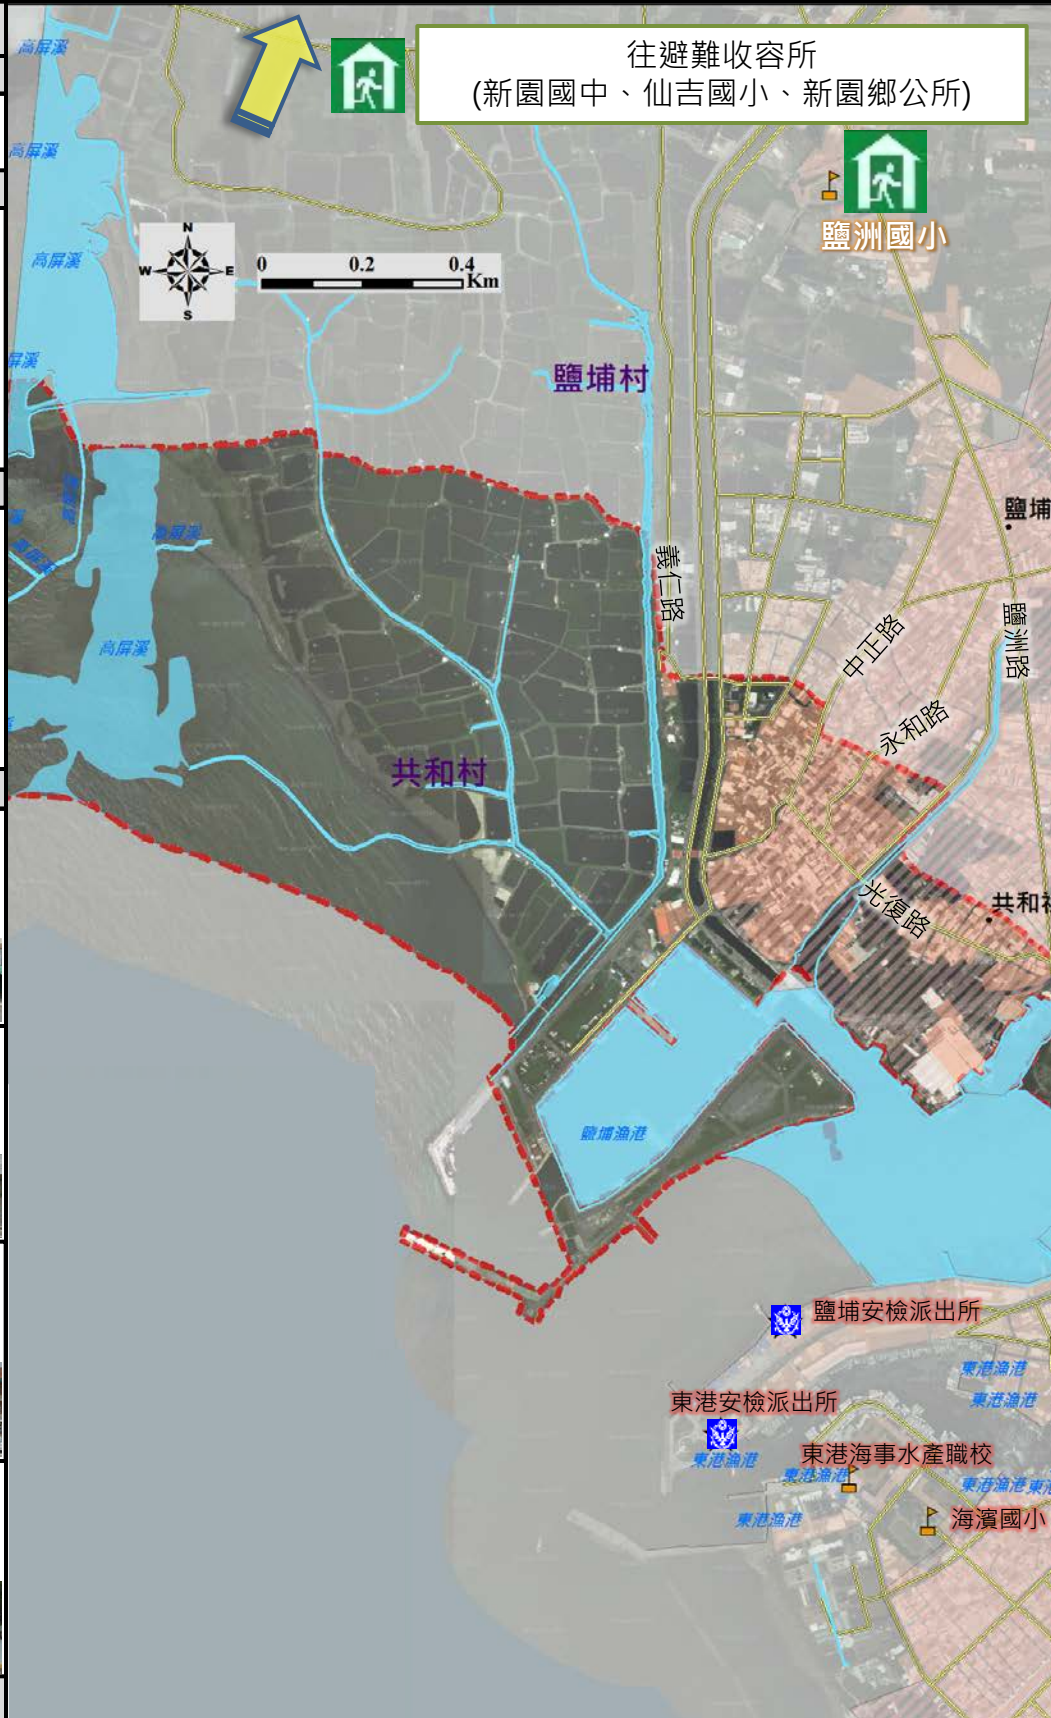 往避難收容所
(新園國中、仙吉國小、新園鄉公所)
高屏溪
高屏溪
高屏溪
屏溪
鹽洲國小
N
W
E
S
0 0.2 0.4
Km
鹽埔村
鹽埔
高屏溪
高屏溪
義仁路
鹽洲路
中正路
高屏溪
永和路
共和村
光復路
共和社
鹽埔漁港
鹽埔安檢派出所
東港漁港
東港安檢派出所
東港漁港
東港漁港
東港海事水產職校
東港漁港
東港漁港
東港漁港
海濱國小